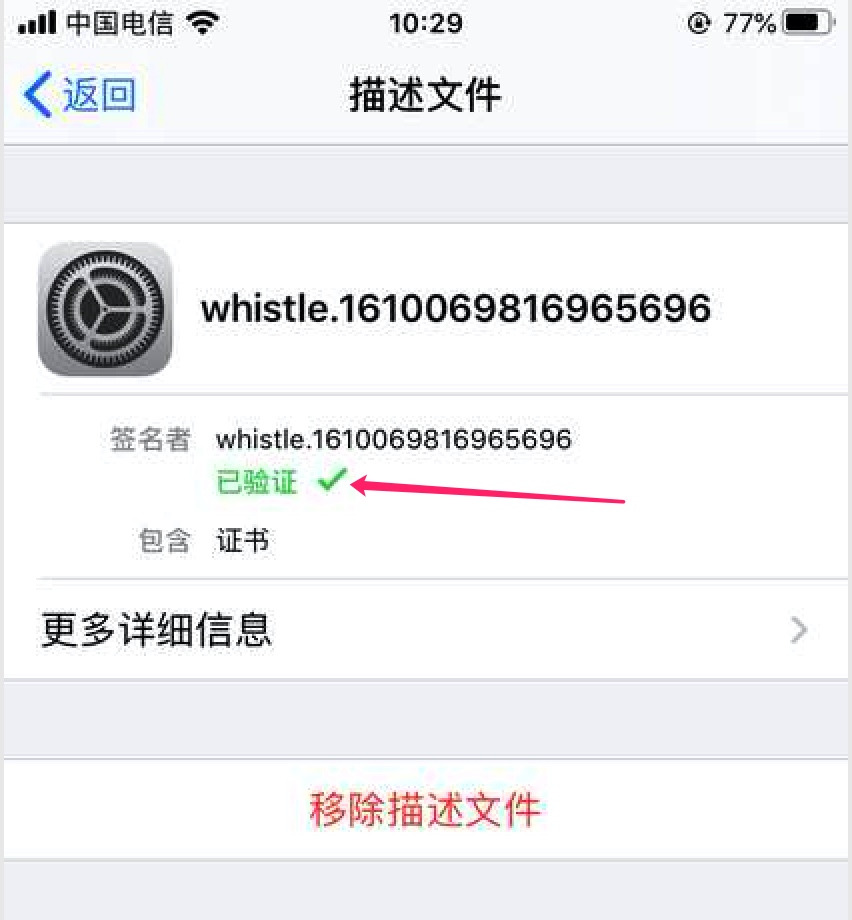 中国电信 10:29 77%
返回 描述文件
whistle.1610069816965696
签名者 whistle.1610069816965696
已验证
包含 证书
更多详细信息
移除描述文件